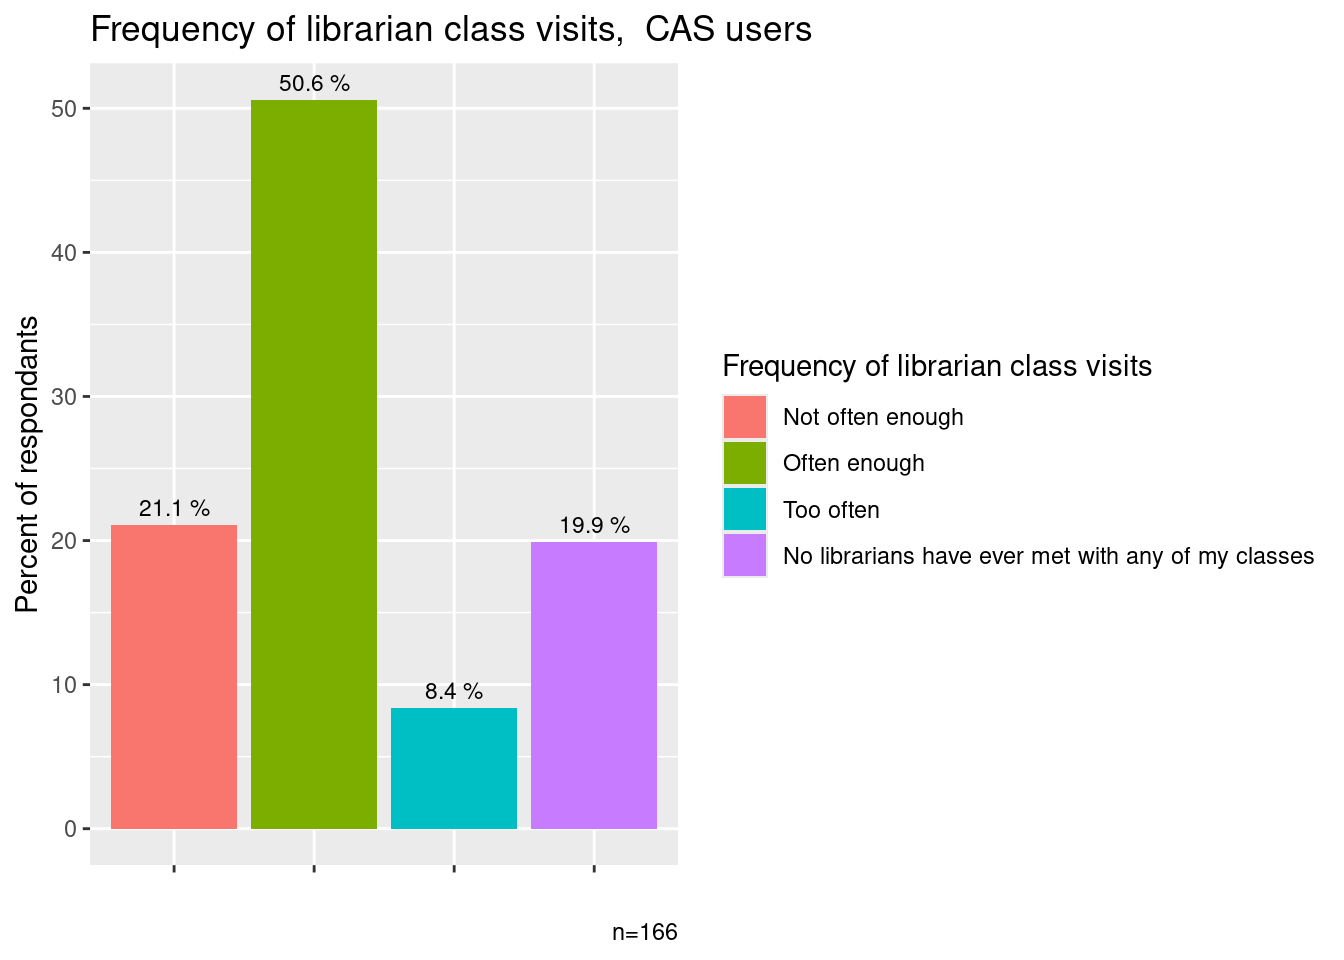 Frequency of librarian class visits,  CAS users
Percent of respondants
50
40
30
20
10
0
21.1 %
50.6 %
8.4 %
19.9 %
Frequency of librarian class visits
Not often enough
Often enough
Too often
No librarians have ever met with any of my classes
n=166